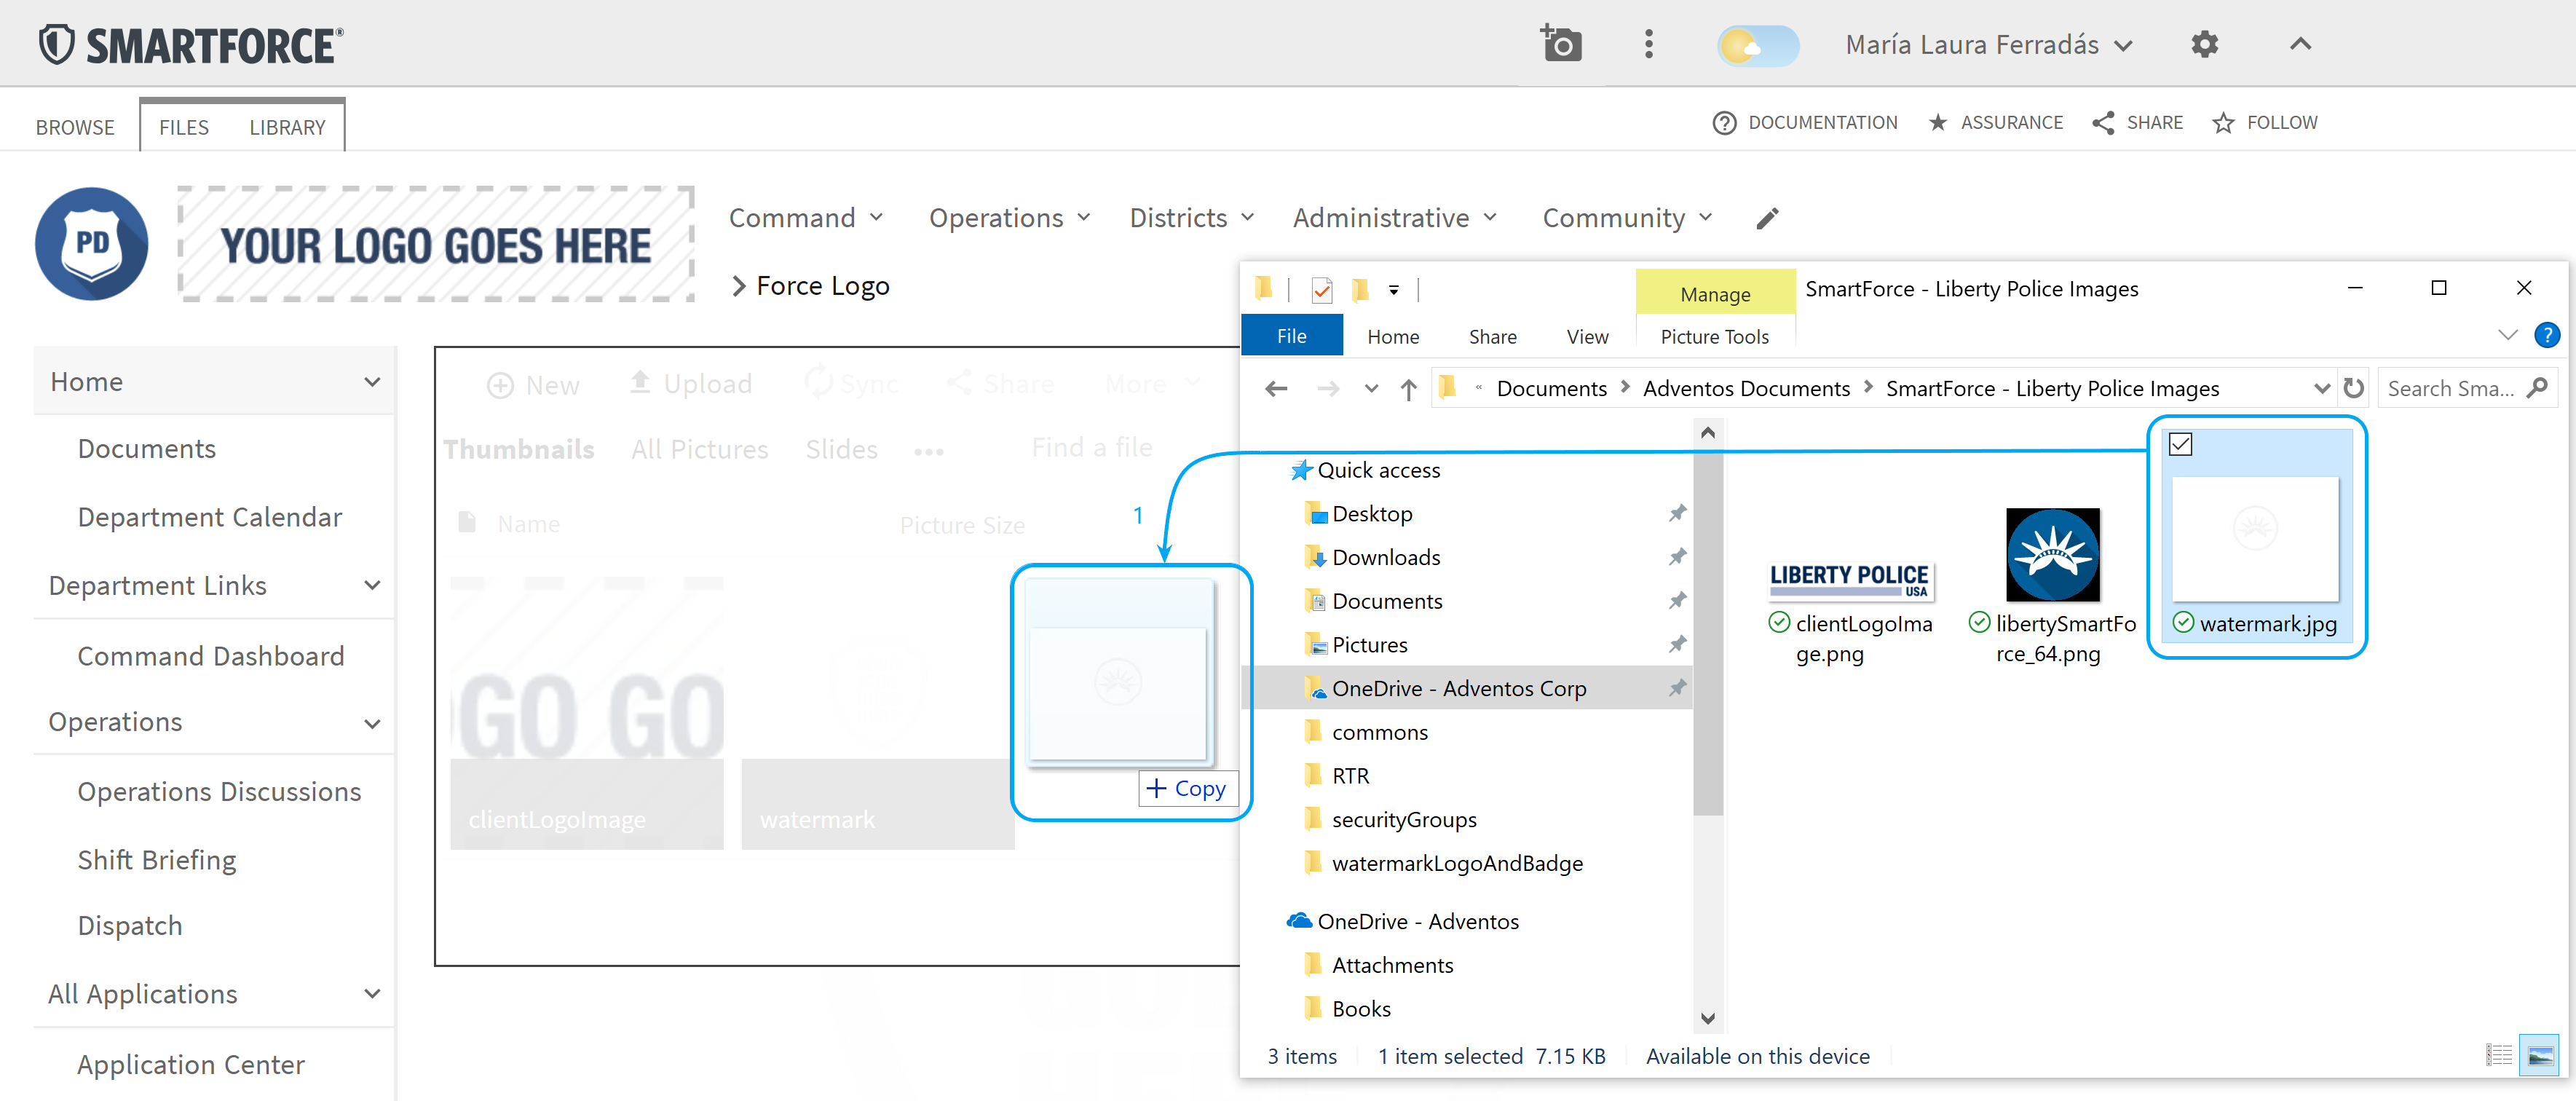 SMARTFORCE®
María Laura Ferradás
BROWSE
FILES
LIBRARY
DOCUMENTATION
ASSURANCE
SHARE
FOLLOW
PD
YOUR LOGO GOES HERE
Command
Operations
Districts
Administrative
Community
Force Logo
Home
Documents
Department Calendar
Department Links
Command Dashboard
Operations
Operations Discussions
Shift Briefing
Dispatch
All Applications
Application Center
New
Upload
Sync
Share
More
Thumbnails
All Pictures
Slides
Find a file
Name
Picture Size
1
GO GO
clientLogoImage
watermark
+ Copy
Manage
SmartForce - Liberty Police Images
File
Home
Share
View
Picture Tools
?
« Documents > Adventos Documents > SmartForce - Liberty Police Images
Search Sma...
Quick access
Desktop
Downloads
Documents
Pictures
OneDrive - Adventos Corp
commons
RTR
securityGroups
watermarkLogoAndBadge
OneDrive - Adventos
Attachments
Books
LIBERTY POLICE
USA
clientLogoIma
ge.png
libertySmartFo
rce_64.png
watermark.jpg
3 items
1 item selected 7.15 KB
Available on this device